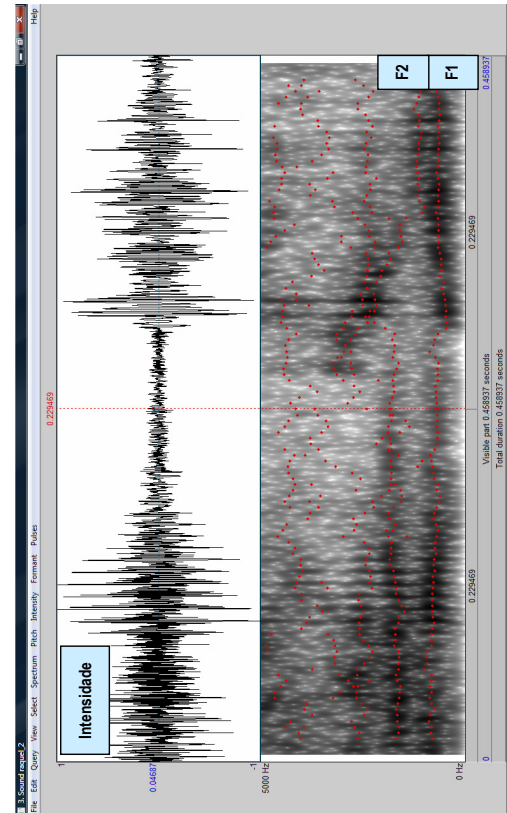 3. Sound raquel_2
File Edit Query View Select Spectrum Pitch Intensity Formant Pulses Help
0.229469
1
Intensidade
0.04687
-1
5000 Hz
F2
F1
0 Hz
0.229469 0.229469
0 Visible part 0.458937 seconds 0.458937
Total duration 0.458937 seconds